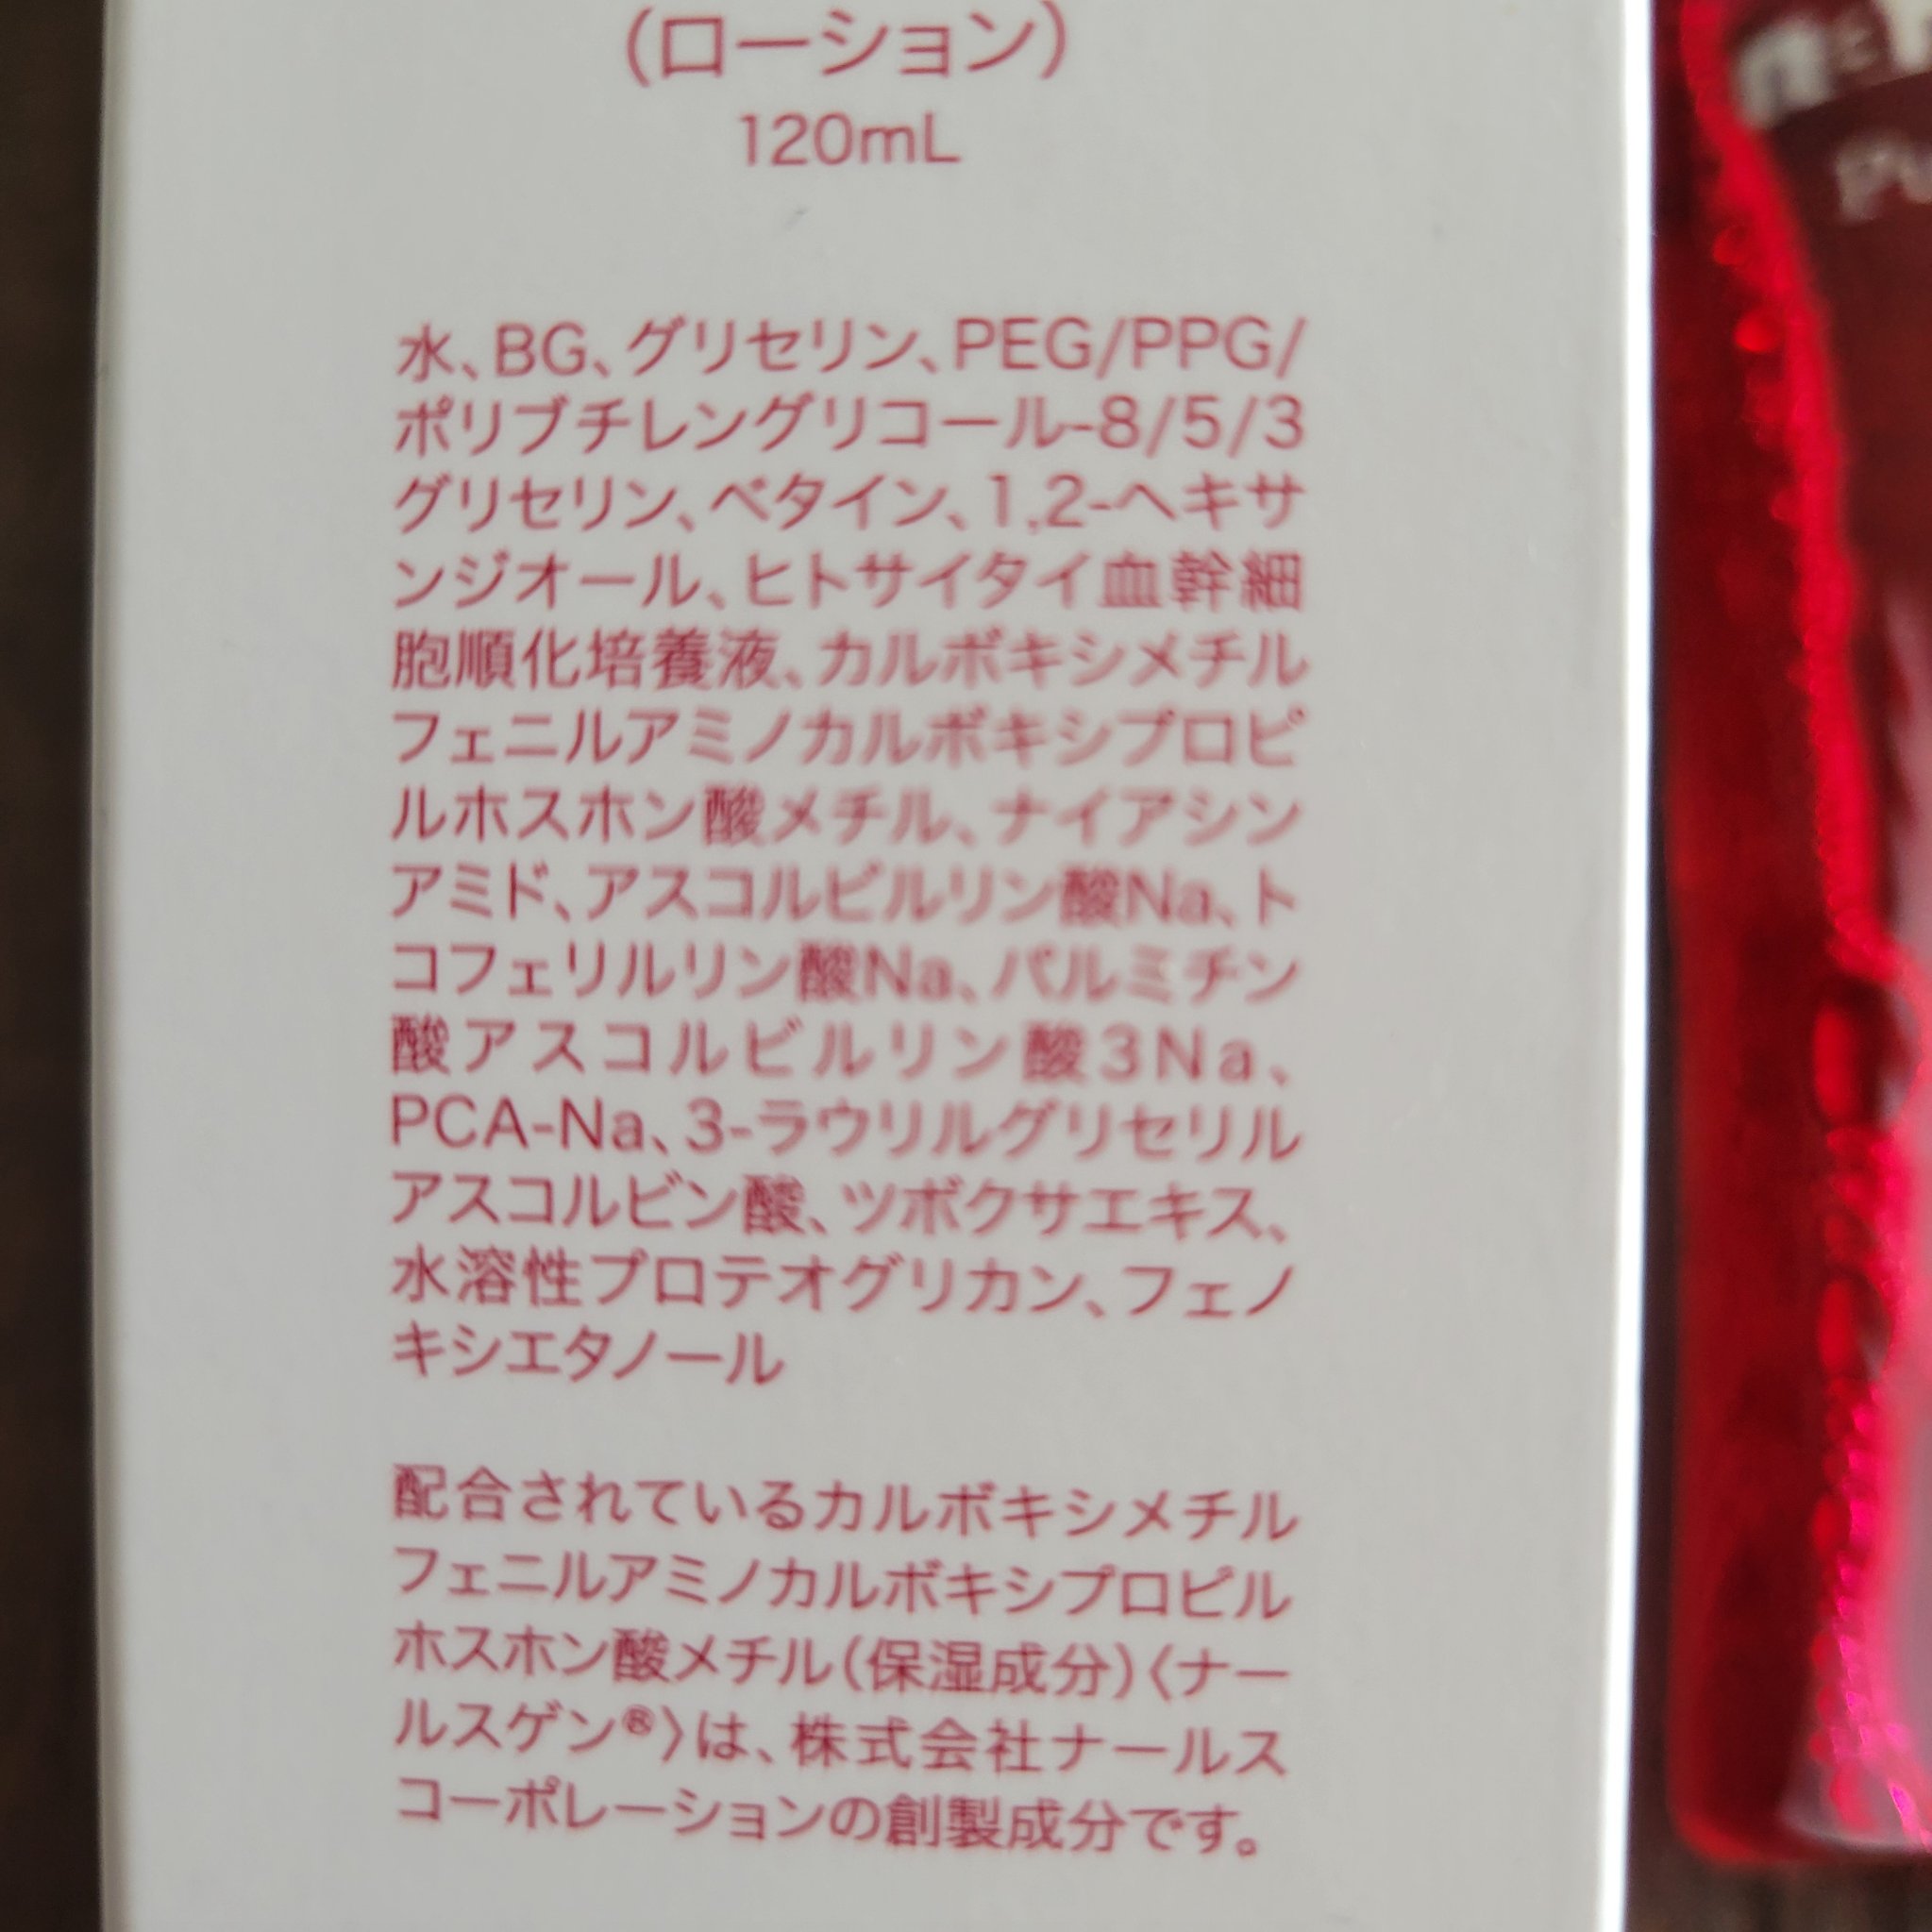 (ローション)
120mL
水、BG、グリセリン、PEG/PPG/
ポリブチレングリコール-8/5/3
グリセリン、ベタイン、1,2-ヘキサ
ンジオール、ヒトサイタイ血幹細
胞順化培養液、カルボキシメチル
フェニルアミノカルボキシプロピ
ルホスホン酸メチル、ナイアシン
アミド、アスコルビルリン酸Na、ト
コフェリルリン酸Na、パルミチン
酸アスコルビルリン酸3Na、
PCA-Na、3-ラウリルグリセリル
アスコルビン酸、ツボクサエキス、
水溶性プロテオグリカン、フェノ
キシエタノール
配合されているカルボキシメチル
フェニルアミノカルボキシプロピル
ホスホン酸メチル(保湿成分)〈ナー
ルスゲン®〉は、株式会社ナールス
コーポレーションの創製成分です。